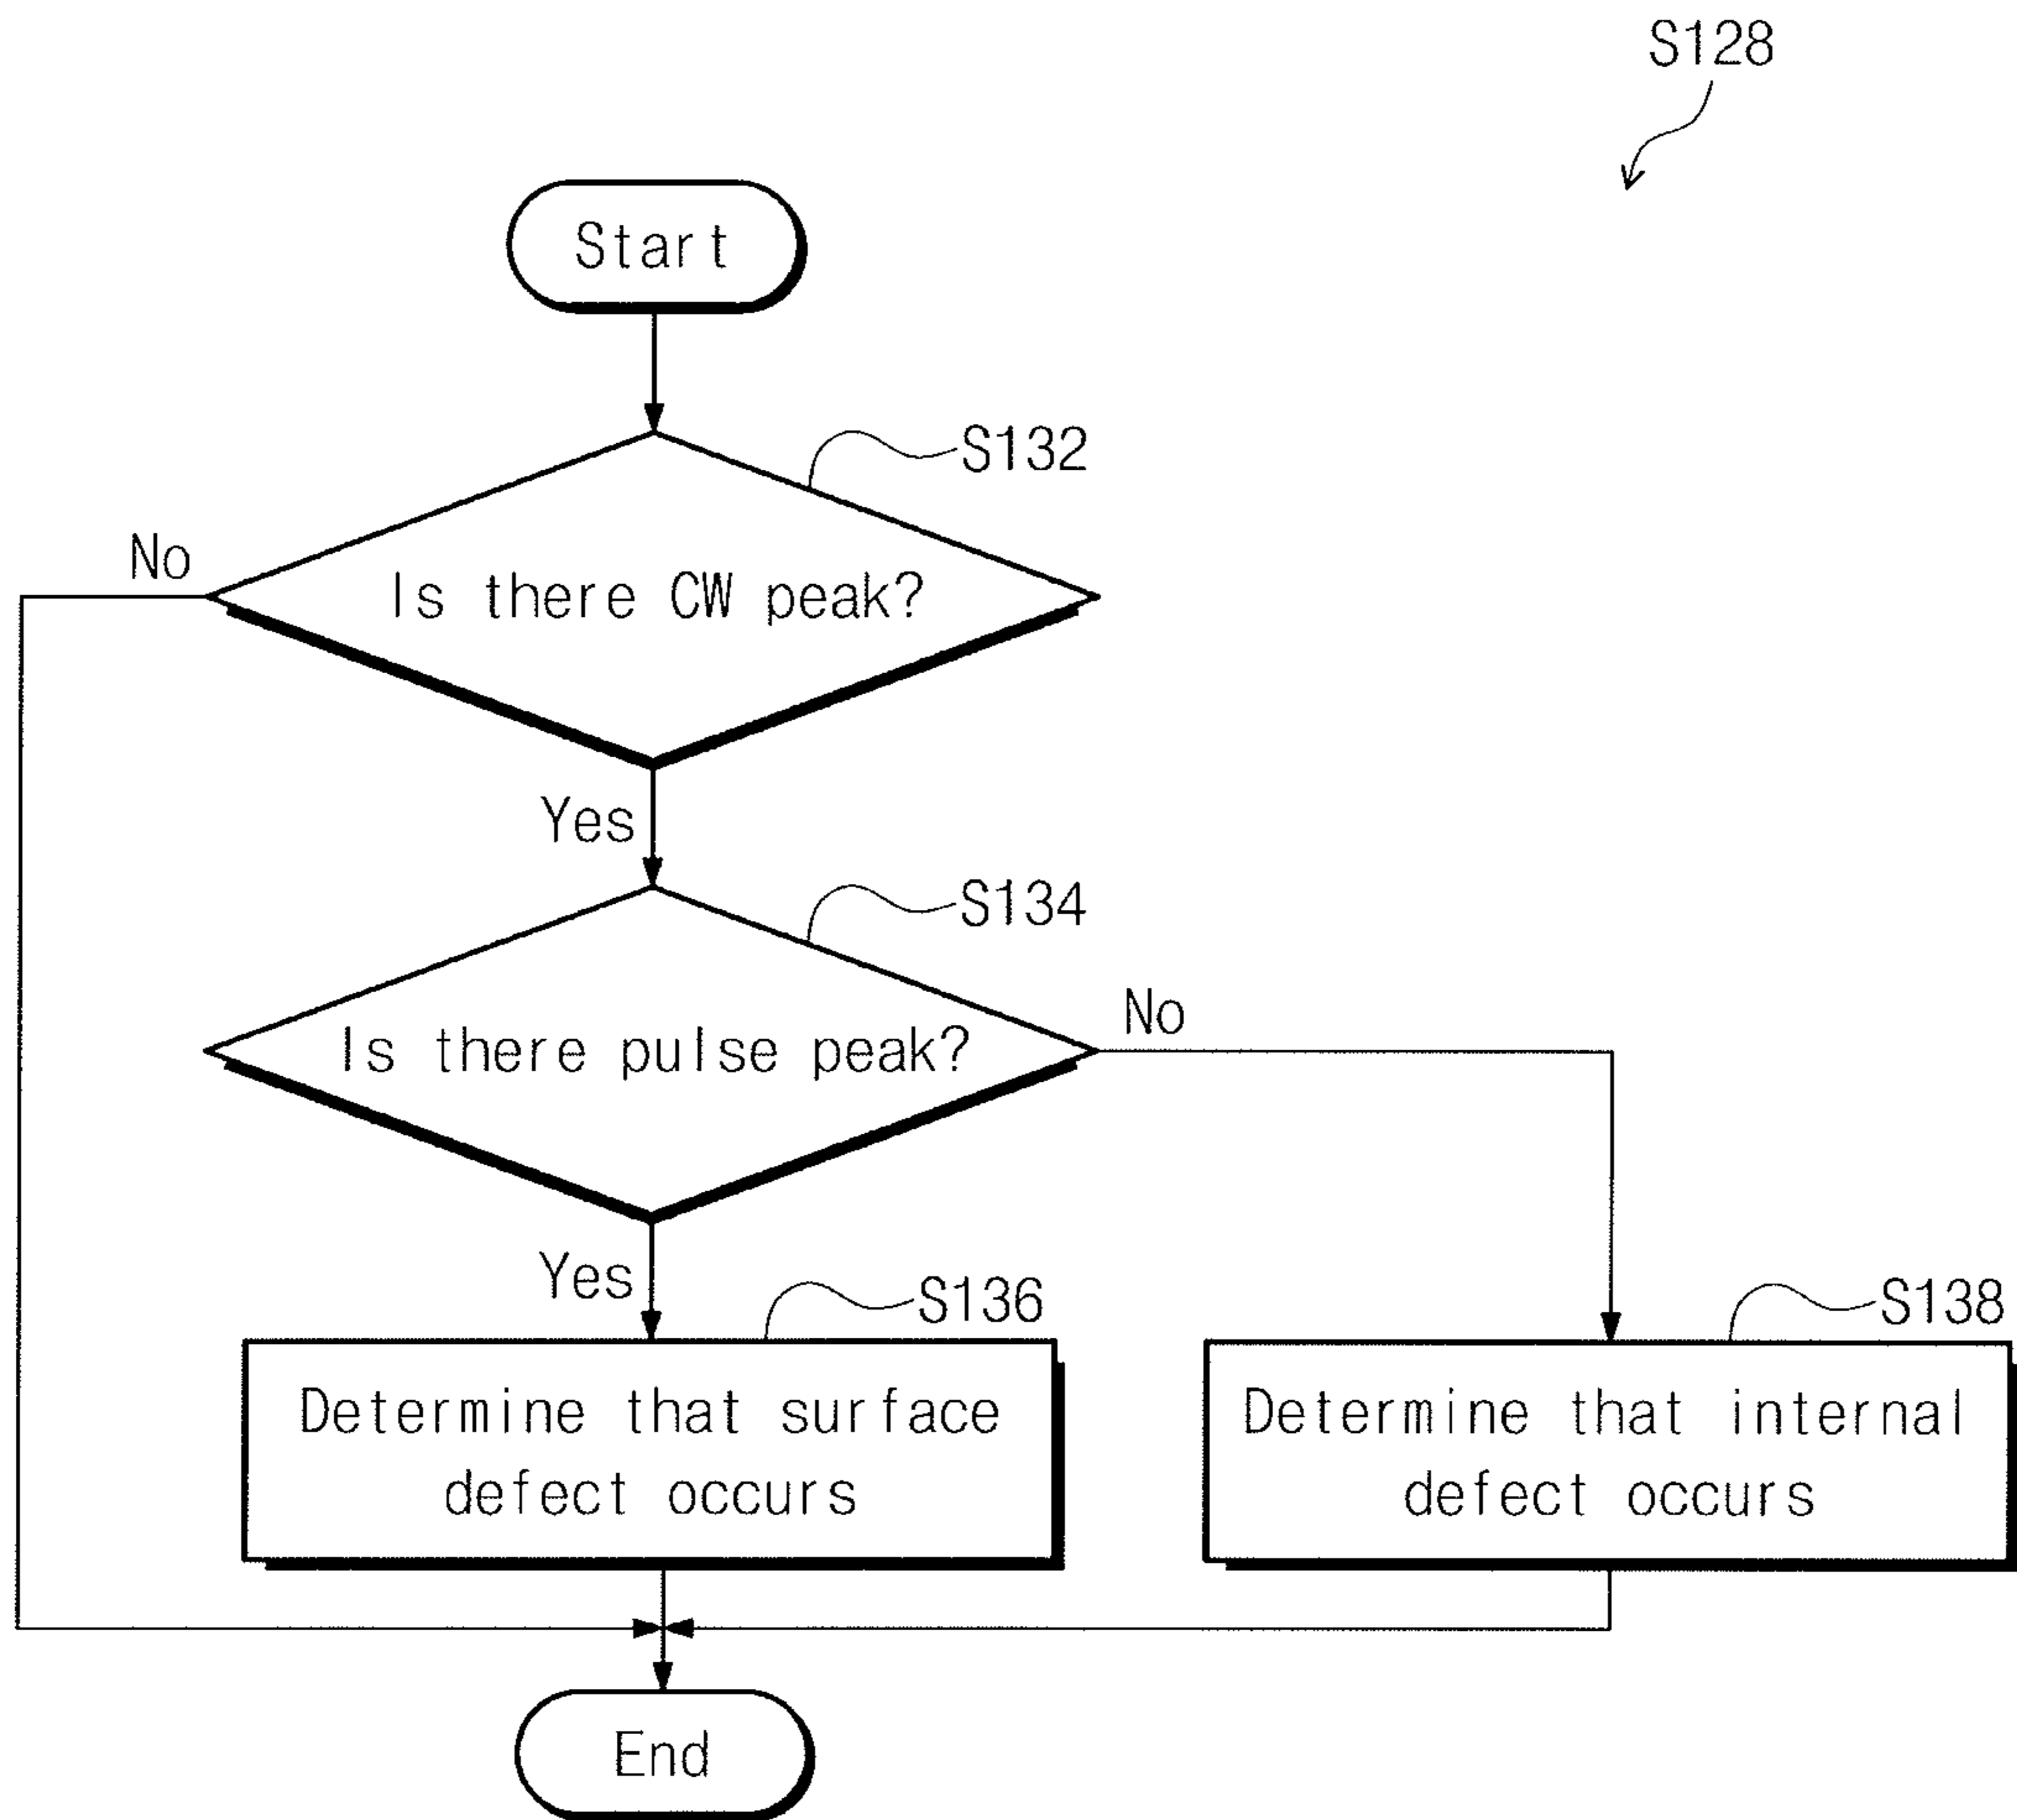 S128
Start
S132
No
Is there CW peak?
Yes
S134
No
Is there pulse peak?
Yes
S136
S138
Determine that surface
defect occurs
Determine that internal
defect occurs
End